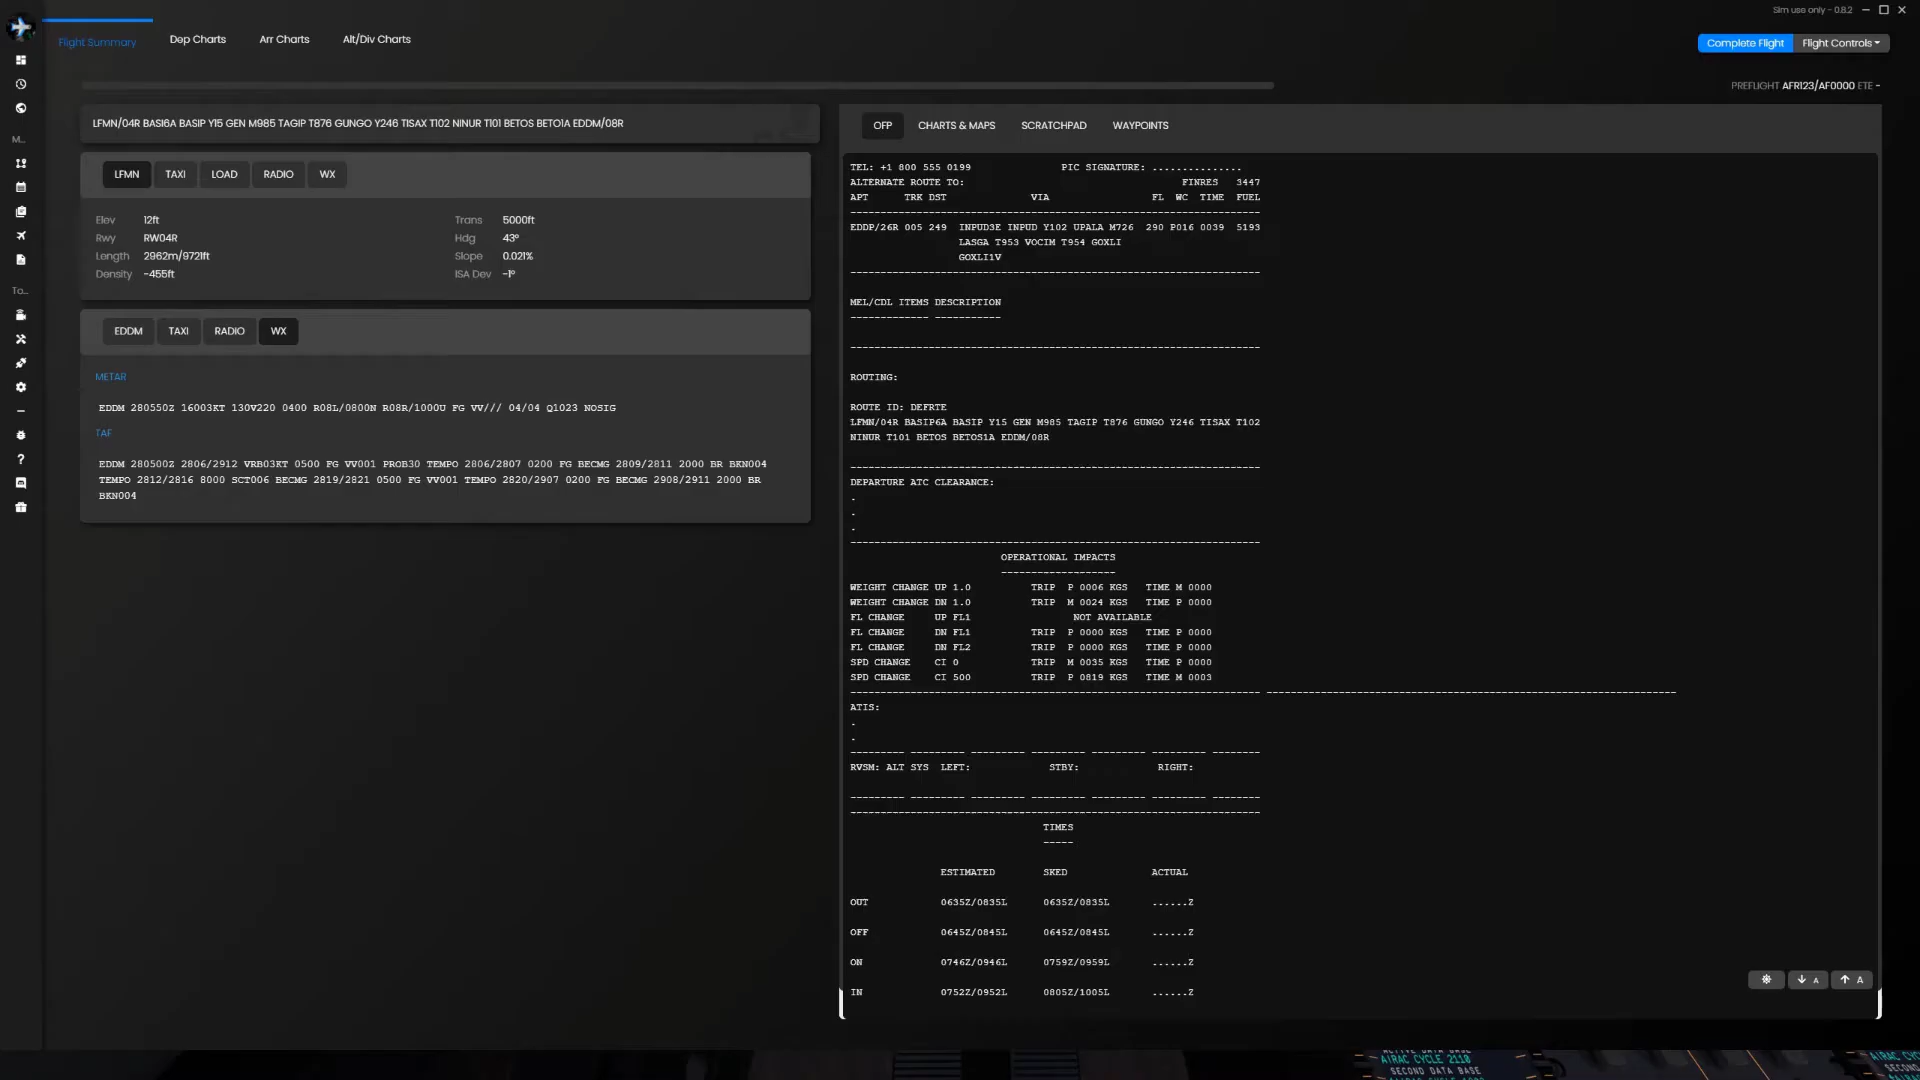 Sim use only - 0.8.2
Flight Summary
Dep Charts
Arr Charts
Alt/Div Charts
Complete Flight
Flight Controls
PREFLIGHT AFR123/AF0000 ETE -
M...
To...
LFMN/04R BASI6A BASIP Y15 GEN M985 TAGIP T876 GUNGO Y246 TISAX T102 NINUR T101 BETOS BETO1A EDDM/08R
LFMN
TAXI
LOAD
RADIO
WX
Elev 12ft
Trans 5000ft
Rwy RW04R
Hdg 43°
Length 2962m/9721ft
Slope 0.021%
Density -455ft
ISA Dev -1°
EDDM
TAXI
RADIO
WX
METAR
EDDM 280550Z 16003KT 130V220 0400 R08L/0800N R08R/1000U FG VV/// 04/04 Q1023 NOSIG
TAF
EDDM 280500Z 2806/2912 VRB03KT 0500 FG VV001 PROB30 TEMPO 2806/2807 0200 FG BECMG 2809/2811 2000 BR BKN004
TEMPO 2812/2816 8000 SCT006 BECMG 2819/2821 0500 FG VV001 TEMPO 2820/2907 0200 FG BECMG 2908/2911 2000 BR
BKN004
OFP
CHARTS & MAPS
SCRATCHPAD
WAYPOINTS
TEL: +1 800 555 0199 PIC SIGNATURE: ...............
ALTERNATE ROUTE TO: FINRES 3447
APT TRK DST VIA FL WC TIME FUEL
--------------------------------------------------------------------
EDDP/26R 005 249 INPUD3E INPUD Y102 UPALA M726 290 P016 0039 5193
LASGA T953 VOCIM T954 GOXLI
GOXLI1V
--------------------------------------------------------------------
MEL/CDL ITEMS DESCRIPTION
------------- -----------
--------------------------------------------------------------------
ROUTING:
ROUTE ID: DEFRTE
LFMN/04R BASIP6A BASIP Y15 GEN M985 TAGIP T876 GUNGO Y246 TISAX T102
NINUR T101 BETOS BETOS1A EDDM/08R
--------------------------------------------------------------------
DEPARTURE ATC CLEARANCE:
.
.
.
--------------------------------------------------------------------
OPERATIONAL IMPACTS
-------------------
WEIGHT CHANGE UP 1.0 TRIP P 0006 KGS TIME M 0000
WEIGHT CHANGE DN 1.0 TRIP M 0024 KGS TIME P 0000
FL CHANGE UP FL1 NOT AVAILABLE
FL CHANGE DN FL1 TRIP P 0000 KGS TIME P 0000
FL CHANGE DN FL2 TRIP P 0000 KGS TIME P 0000
SPD CHANGE CI 0 TRIP M 0035 KGS TIME P 0000
SPD CHANGE CI 500 TRIP P 0819 KGS TIME M 0003
-------------------------------------------------------------------- --------------------------------------------------------------------
ATIS:
.
.
--------- --------- --------- --------- --------- --------- --------
RVSM: ALT SYS LEFT: STBY: RIGHT:
--------- --------- --------- --------- --------- --------- --------
--------------------------------------------------------------------
TIMES
-----
ESTIMATED SKED ACTUAL
OUT 0635Z/0835L 0635Z/0835L ......Z
OFF 0645Z/0845L 0645Z/0845L ......Z
ON 0746Z/0946L 0759Z/0959L ......Z
IN 0752Z/0952L 0805Z/1005L ......Z
A
A
ACTIVE DATA BASE
AIRAC CYCLE 2110
SECOND DATA BASE